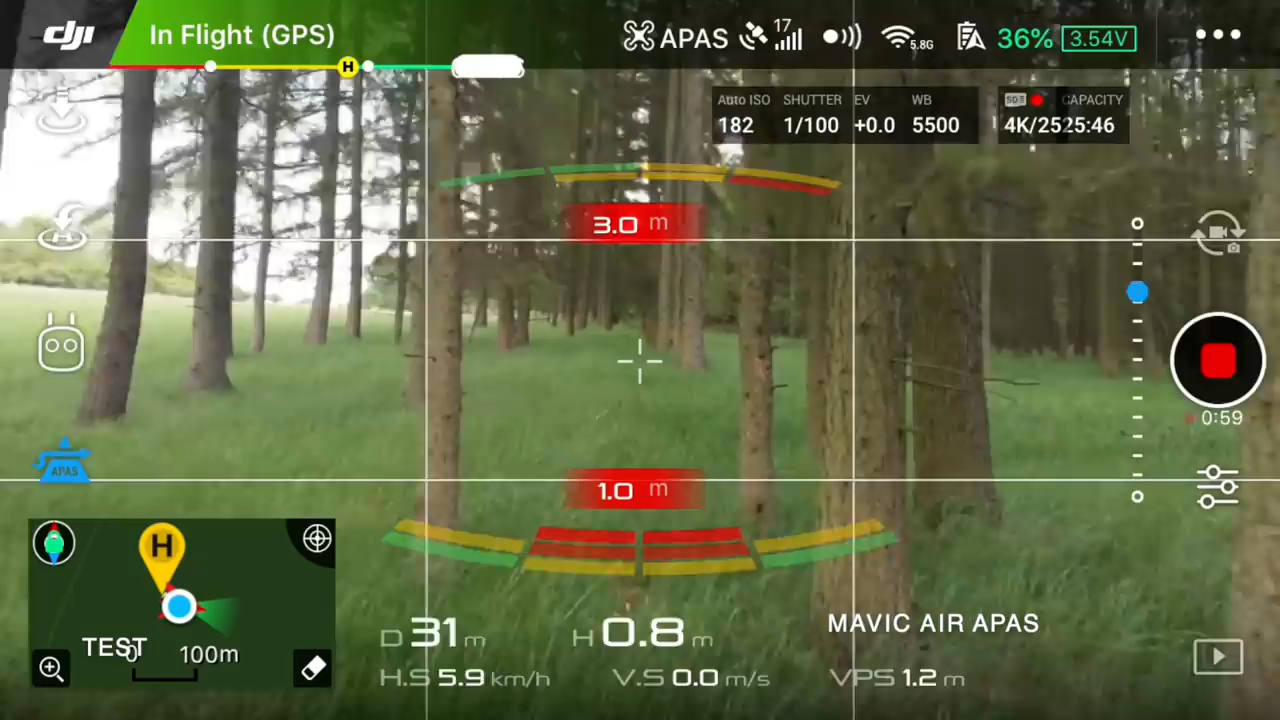 dji In Flight (GPS) APAS 17 5.8G 36% 3.54V
H
Auto ISO SHUTTER EV WB CAPACITY
182 1/100 +0.0 5500 4K/25 25:46
3.0 m
H
APAS
0:59
1.0 m
H
TEST
0 100m
D 31 m H 0.8 m
MAVIC AIR APAS
H.S 5.9 km/h V.S 0.0 m/s VPS 1.2 m